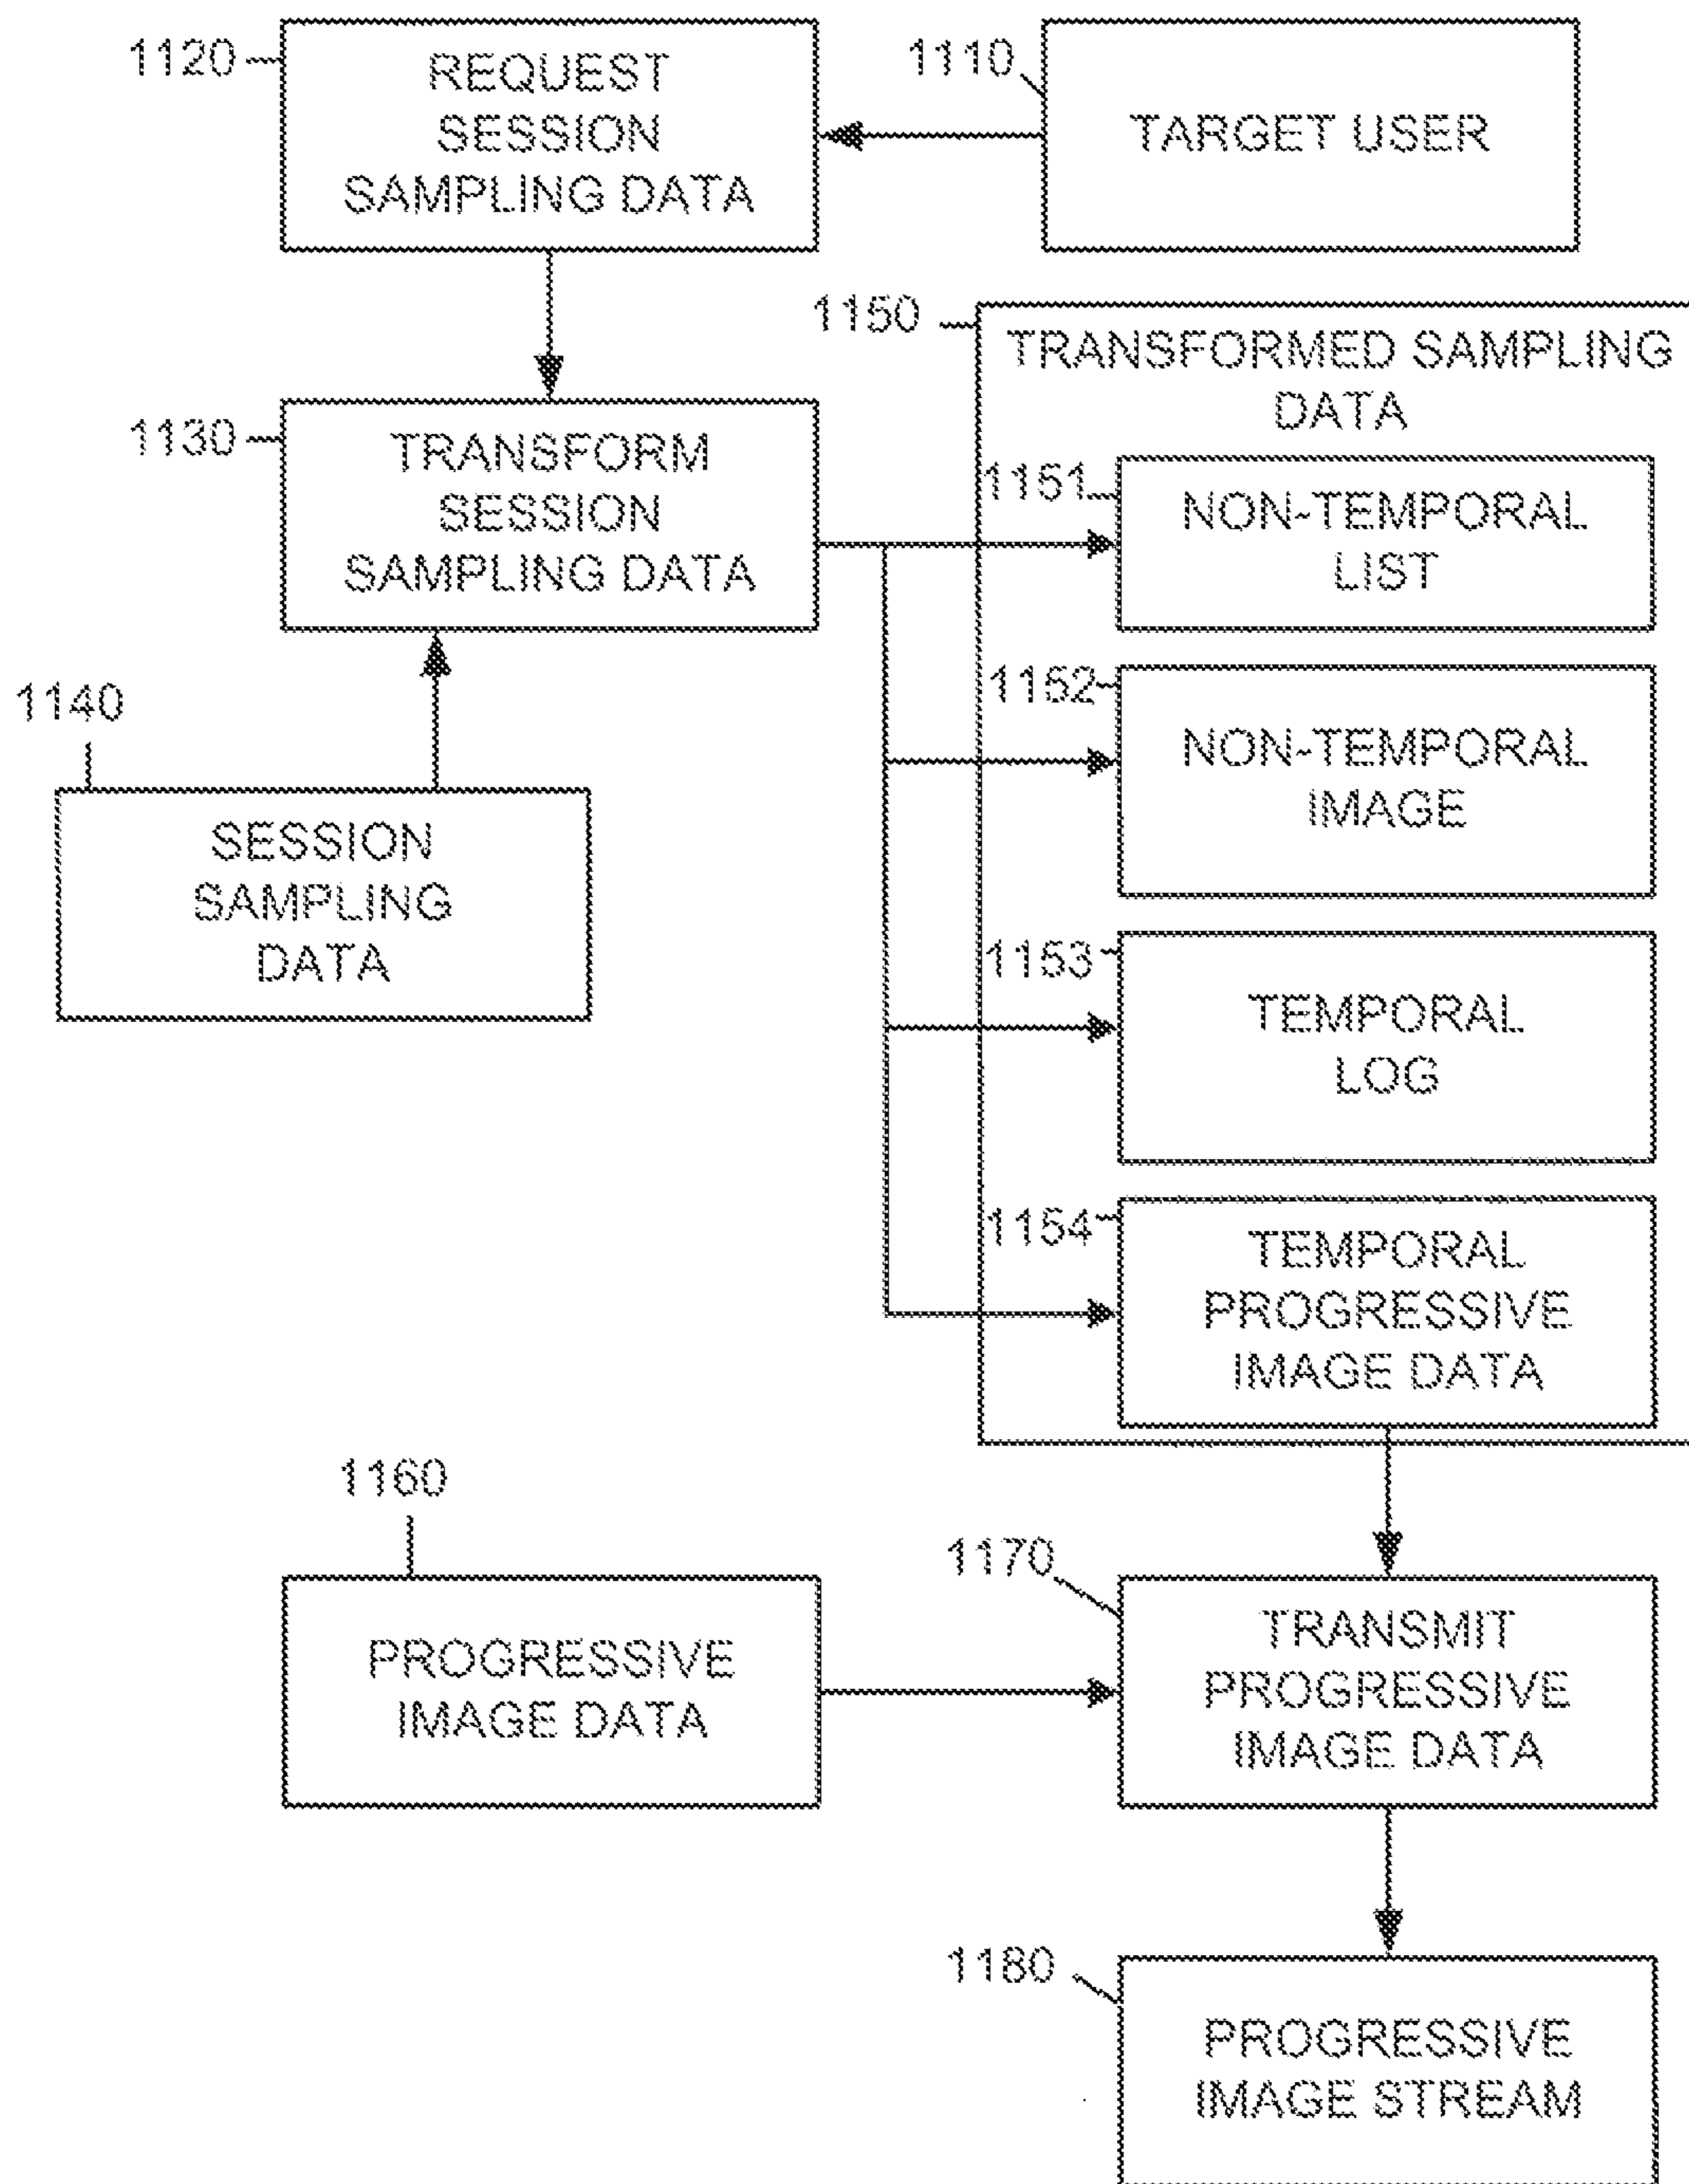 1120
REQUEST
SESSION
SAMPLING DATA
1110
TARGET USER
1150
TRANSFORMED SAMPLING
DATA
1130
TRANSFORM
SESSION
SAMPLING DATA
1151
NON-TEMPORAL
LIST
1152
NON-TEMPORAL
IMAGE
1140
SESSION
SAMPLING
DATA
1153
TEMPORAL
LOG
1154
TEMPORAL
PROGRESSIVE
IMAGE DATA
1160
PROGRESSIVE
IMAGE DATA
1170
TRANSMIT
PROGRESSIVE
IMAGE DATA
1180
PROGRESSIVE
IMAGE STREAM